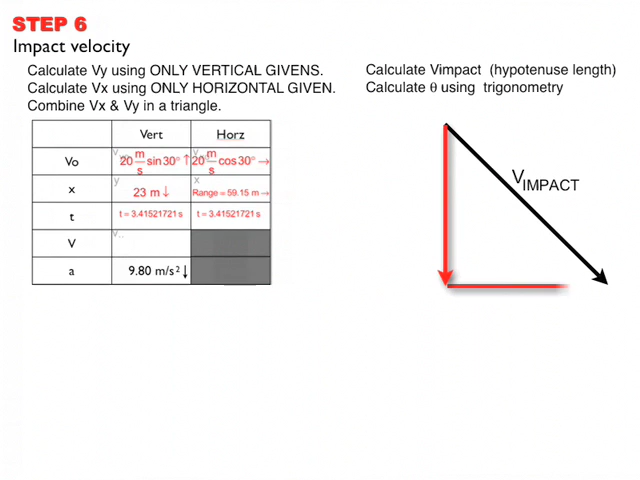 STEP 6
Impact velocity
Calculate Vy using ONLY VERTICAL GIVENS.
Calculate Vx using ONLY HORIZONTAL GIVEN.
Combine Vx & Vy in a triangle.
Calculate Vimpact (hypotenuse length)
Calculate θ using trigonometry
Vert Horz
Vo 20 m/s sin 30° ↑ 20 m/s cos 30° →
x y 23 m ↓ x Range = 59.15 m →
t t = 3.41521721 s t = 3.41521721 s
V
a 9.80 m/s² ↓
VIMPACT